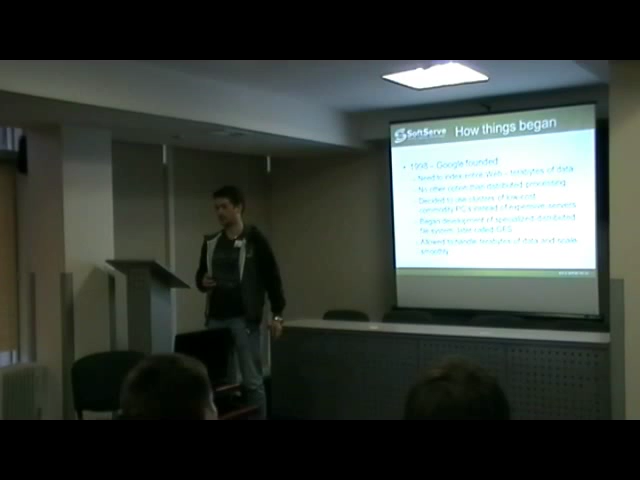 SoftServe How things began
• 1998 – Google founded
– Need to index entire Web – terabytes of data
– No other option than distributed processing
– Decided to use clusters of low-cost
commodity PC's instead of expensive servers
– Began development of specialized distributed
file system, later called GFS
– Allowed to handle terabytes of data and scale
smoothly